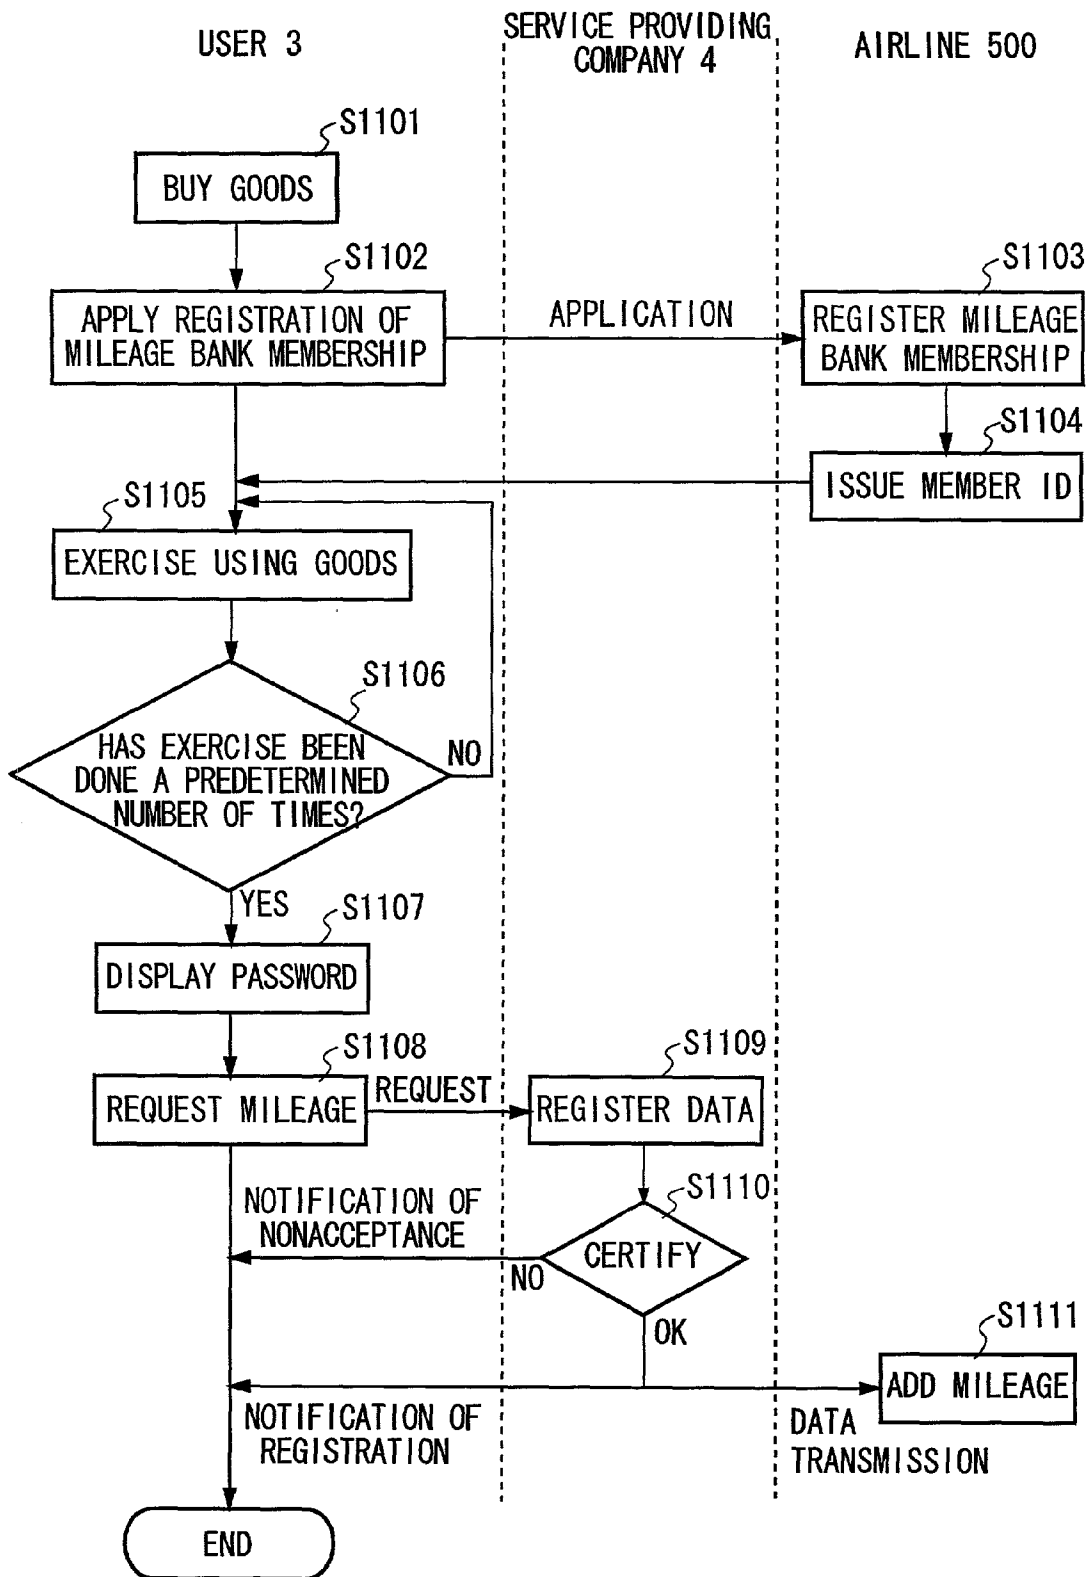 USER 3
SERVICE PROVIDING
COMPANY 4
AIRLINE 500
S1101
BUY GOODS
S1102
APPLY REGISTRATION OF
MILEAGE BANK MEMBERSHIP
APPLICATION
S1103
REGISTER MILEAGE
BANK MEMBERSHIP
S1104
ISSUE MEMBER ID
S1105
EXERCISE USING GOODS
S1106
HAS EXERCISE BEEN
DONE A PREDETERMINED
NUMBER OF TIMES?
NO
YES
S1107
DISPLAY PASSWORD
S1108
REQUEST MILEAGE
REQUEST
S1109
REGISTER DATA
S1110
CERTIFY
NOTIFICATION OF
NONACCEPTANCE
NO
OK
S1111
ADD MILEAGE
NOTIFICATION OF
REGISTRATION
DATA
TRANSMISSION
END